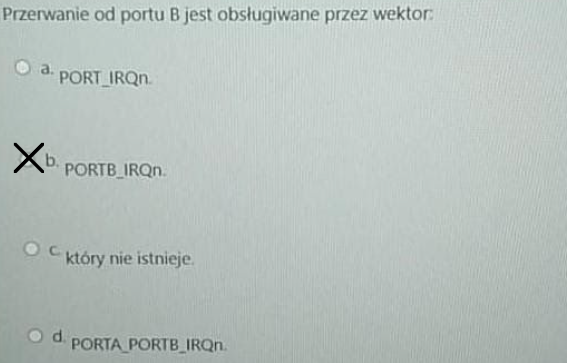 Przerwanie od portu B jest obsługiwane przez wektor:
a. PORT_IRQn.
b. PORTB_IRQn.
c. który nie istnieje.
d. PORTA_PORTB_IRQn.